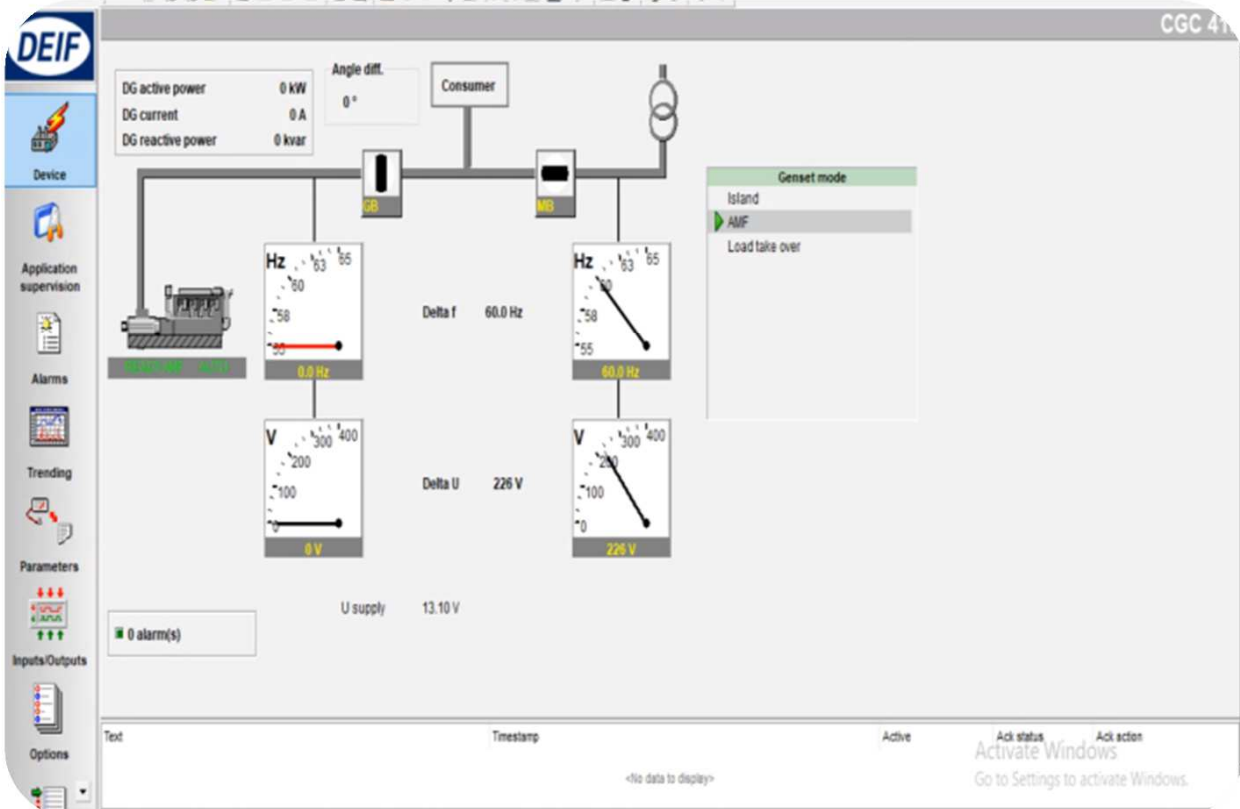 DEIF
CGC 41
DG active power 0 kW
DG current 0 A
DG reactive power 0 kvar
Angle diff.
0 °
Consumer
Device
GB
MB
Genset mode
Island
AMF
Load take over
Application
supervision
Hz 60 63 65
58
55
0.0 Hz
Delta f 60.0 Hz
Hz 60 63 65
58
55
60.0 Hz
AUTO
Alarms
V 200 300 400
100
0
0 V
Delta U 226 V
V 200 300 400
100
0
226 V
Trending
Parameters
U supply 13.10 V
0 alarm(s)
Inputs/Outputs
Options
Text Timestamp Active Ack status Ack action
<No data to display>
Activate Windows
Go to Settings to activate Windows.